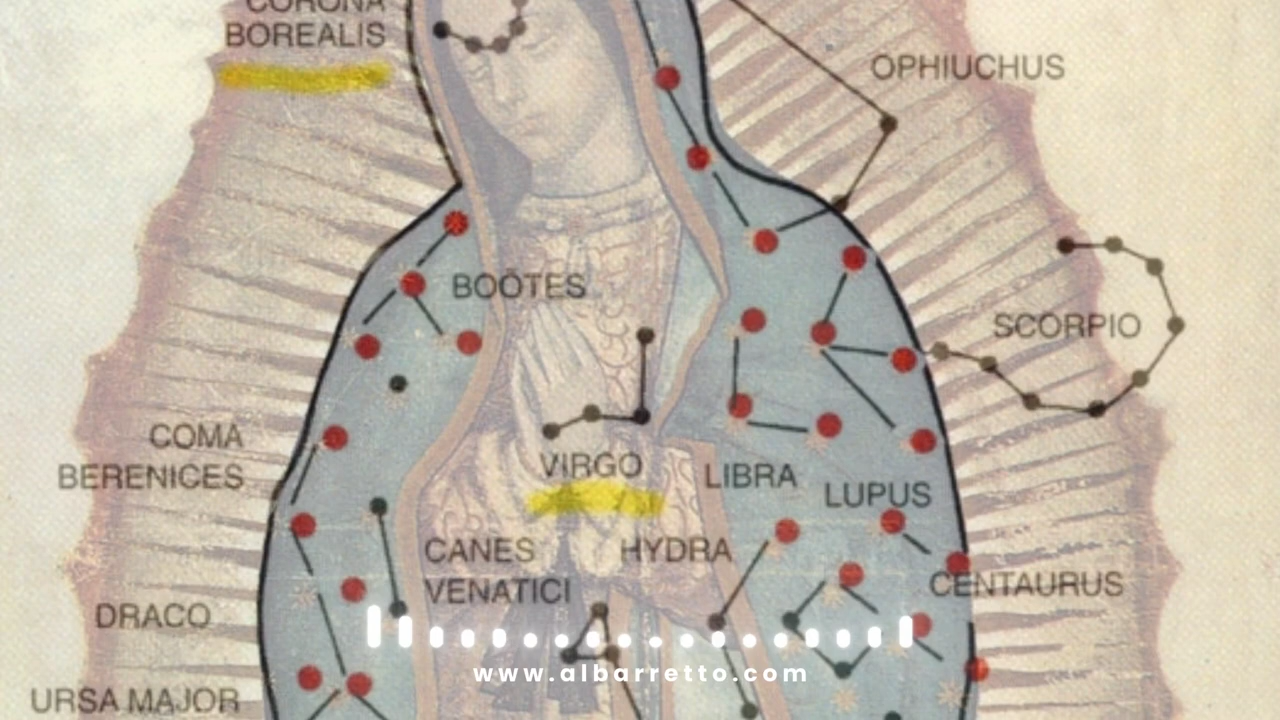 CORONA
BOREALIS
OPHIUCHUS
BOÖTES
SCORPIO
COMA
BERENICES
VIRGO
LIBRA
LUPUS
CANES
VENATICI
HYDRA
CENTAURUS
DRACO
URSA MAJOR
www.albarretto.com